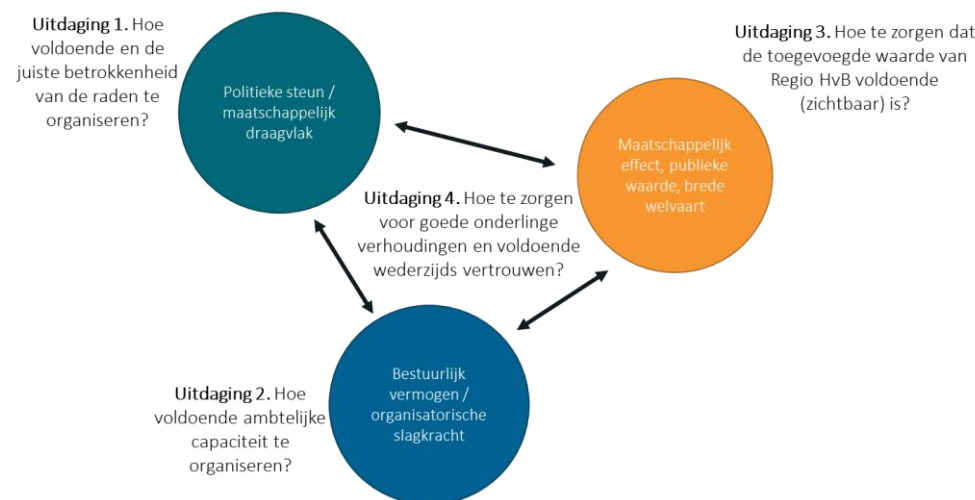 Uitdaging 1. Hoe
voldoende en de
juiste betrokkenheid
van de raden te
organiseren?
Politieke steun /
maatschappelijk
draagvlak
Uitdaging 3. Hoe te zorgen dat
de toegevoegde waarde van
Regio HvB voldoende
(zichtbaar) is?
Maatschappelijk
effect, publieke
waarde, brede
welvaart
Uitdaging 4. Hoe te zorgen
voor goede onderlinge
verhoudingen en voldoende
wederzijds vertrouwen?
Uitdaging 2. Hoe
voldoende ambtelijke
capaciteit te
organiseren?
Bestuurlijk
vermogen /
organisatorische
slagkracht